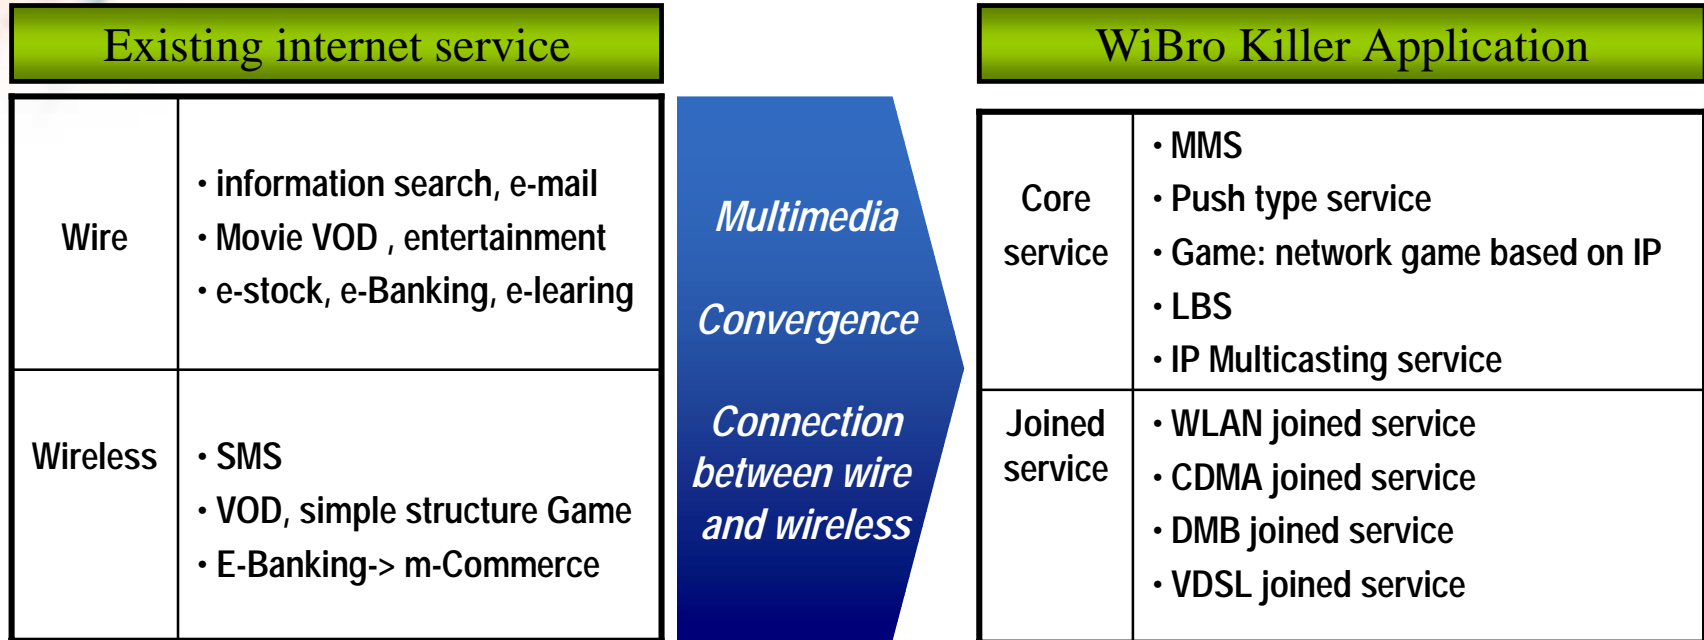 Existing internet service
Wire
• information search, e-mail
• Movie VOD , entertainment
• e-stock, e-Banking, e-learing
Wireless
• SMS
• VOD, simple structure Game
• E-Banking-> m-Commerce
Multimedia
Convergence
Connection
between wire
and wireless
WiBro Killer Application
Core
service
• MMS
• Push type service
• Game: network game based on IP
• LBS
• IP Multicasting service
Joined
service
• WLAN joined service
• CDMA joined service
• DMB joined service
• VDSL joined service